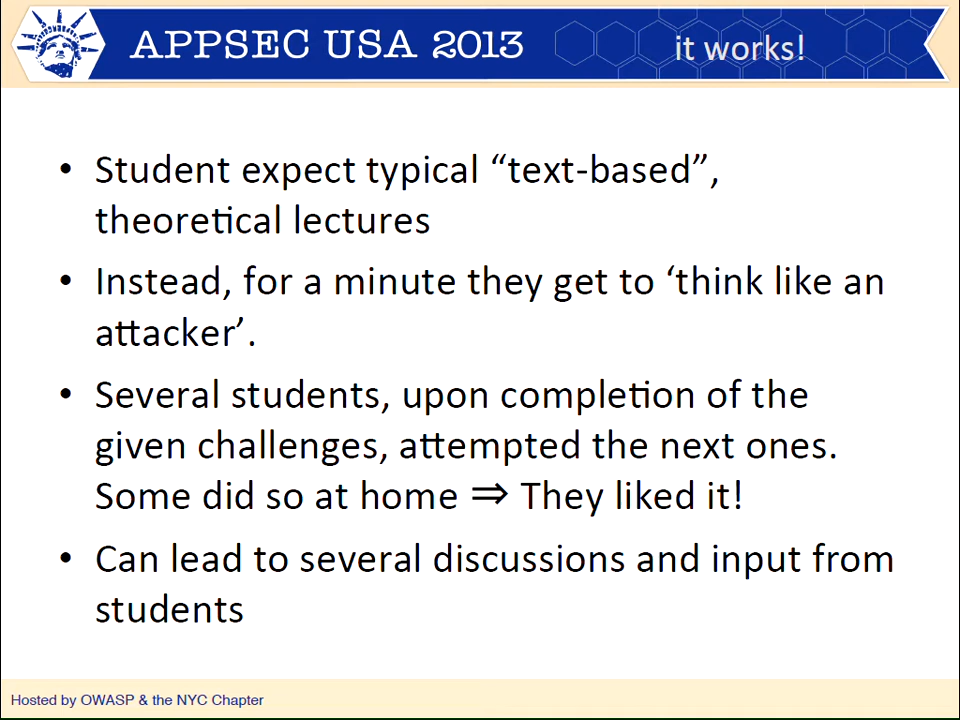 APPSEC USA 2013
it works!
• Student expect typical “text-based”,
theoretical lectures
• Instead, for a minute they get to ‘think like an
attacker’.
• Several students, upon completion of the
given challenges, attempted the next ones.
Some did so at home ⇒ They liked it!
• Can lead to several discussions and input from
students
Hosted by OWASP & the NYC Chapter